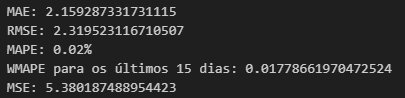 MAE: 2.159287331731115
RMSE: 2.319523116710507
MAPE: 0.02%
WMAPE para os últimos 15 dias: 0.01778661970472524
MSE: 5.380187488954423